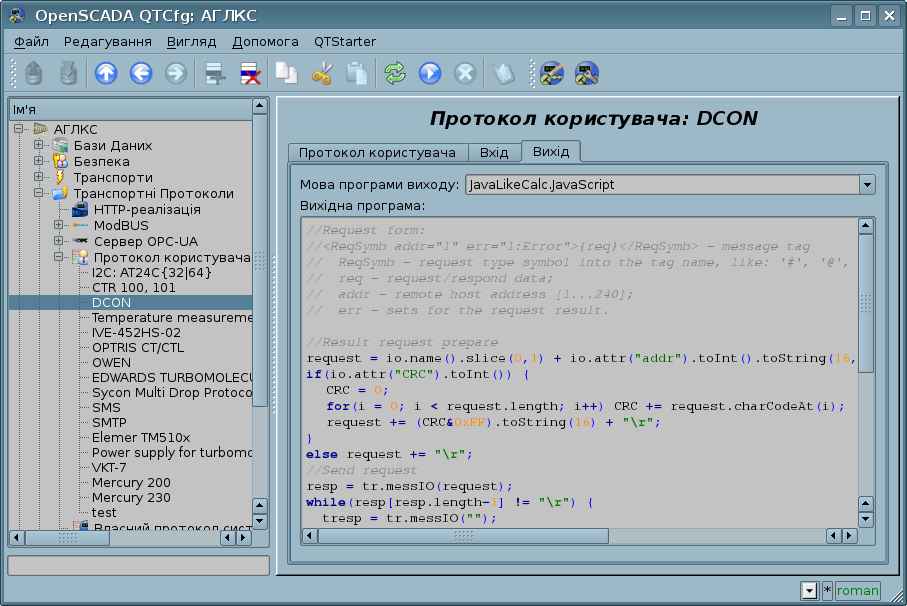 OpenSCADA QTCfg: АГЛКС
Файл Редагування Вигляд Допомога QTStarter
Ім'я
АГЛКС
Бази Даних
Безпека
Транспорти
Транспортні Протоколи
HTTP-реалізація
ModBUS
Сервер OPC-UA
Протокол користувача
I2C: AT24C{32|64}
CTR 100, 101
DCON
Temperature measureme
IVE-452HS-02
OPTRIS CT/CTL
OWEN
EDWARDS TURBOMOLECU
Sycon Multi Drop Protoco
SMS
SMTP
Elemer TM510x
Power supply for turbomo
VKT-7
Mercury 200
Mercury 230
test
Власний протокол сист
Протокол користувача: DCON
Протокол користувача Вхід Вихід
Мова програми виходу: JavaLikeCalc.JavaScript
Вихідна програма:
//Request form:
//<ReqSymb addr="1" err="1:Error">{req}</ReqSymb> - message tag
//  ReqSymb - request type symbol into the tag name, like: '#', '@',
//  req - request/respond data;
//  addr - remote host address [1...240];
//  err - sets for the request result.
//Result request prepare
request = io.name().slice(0,1) + io.attr("addr").toInt().toString(16,
if(io.attr("CRC").toInt()) {
CRC = 0;
for(i = 0; i < request.length; i++) CRC += request.charCodeAt(i);
request += (CRC&0xFF).toString(16) + "\r";
}
else request += "\r";
//Send request
resp = tr.messIO(request);
while(resp[resp.length-1] != "\r") {
tresp = tr.messIO("");
* roman